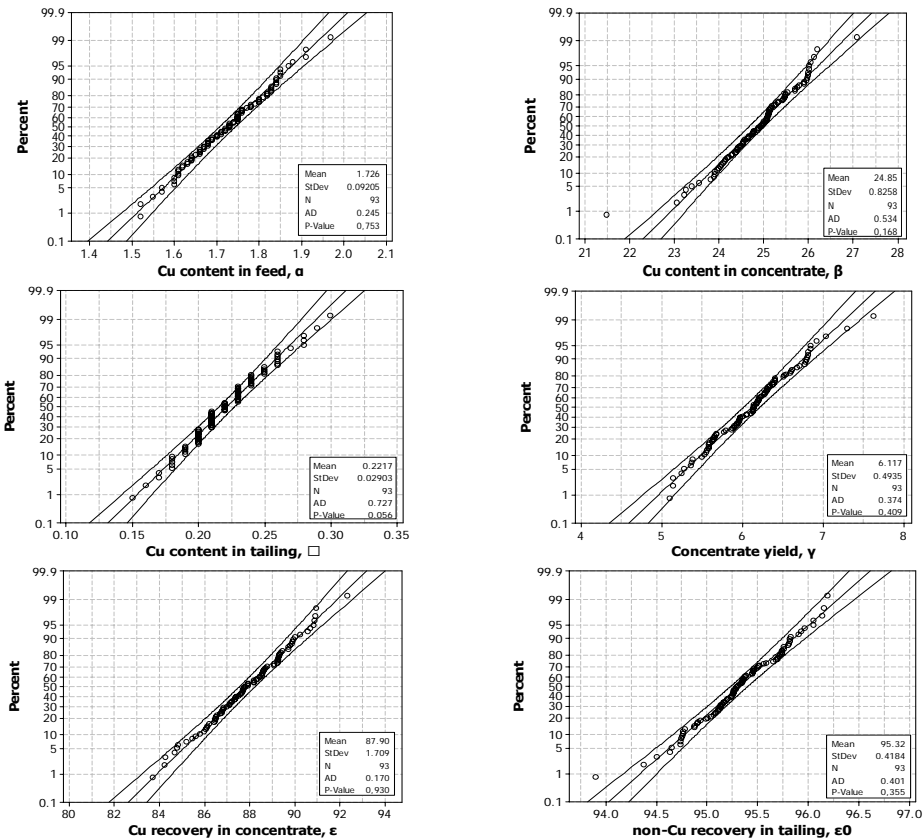 99.9
99
95
90
80
70
60
50
40
30
20
10
5
1
0.1
Percent
Mean 1.726
StDev 0.09205
N 93
AD 0.245
P-Value 0,753
1.4 1.5 1.6 1.7 1.8 1.9 2.0 2.1
Cu content in feed, α
99.9
99
95
90
80
70
60
50
40
30
20
10
5
1
0.1
Percent
Mean 24.85
StDev 0.8258
N 93
AD 0.534
P-Value 0,168
21 22 23 24 25 26 27 28
Cu content in concentrate, β
99.9
99
95
90
80
70
60
50
40
30
20
10
5
1
0.1
Percent
Mean 0.2217
StDev 0.02903
N 93
AD 0.727
P-Value 0.056
0.10 0.15 0.20 0.25 0.30 0.35
Cu content in tailing, □
99.9
99
95
90
80
70
60
50
40
30
20
10
5
1
0.1
Percent
Mean 6.117
StDev 0.4935
N 93
AD 0.374
P-Value 0,409
4 5 6 7 8
Concentrate yield, γ
99.9
99
95
90
80
70
60
50
40
30
20
10
5
1
0.1
Percent
Mean 87.90
StDev 1.709
N 93
AD 0.170
P-Value 0,930
80 82 84 86 88 90 92 94
Cu recovery in concentrate, ε
99.9
99
95
90
80
70
60
50
40
30
20
10
5
1
0.1
Percent
Mean 95.32
StDev 0.4184
N 93
AD 0.401
P-Value 0,355
94.0 94.5 95.0 95.5 96.0 96.5 97.0
non-Cu recovery in tailing, ε0